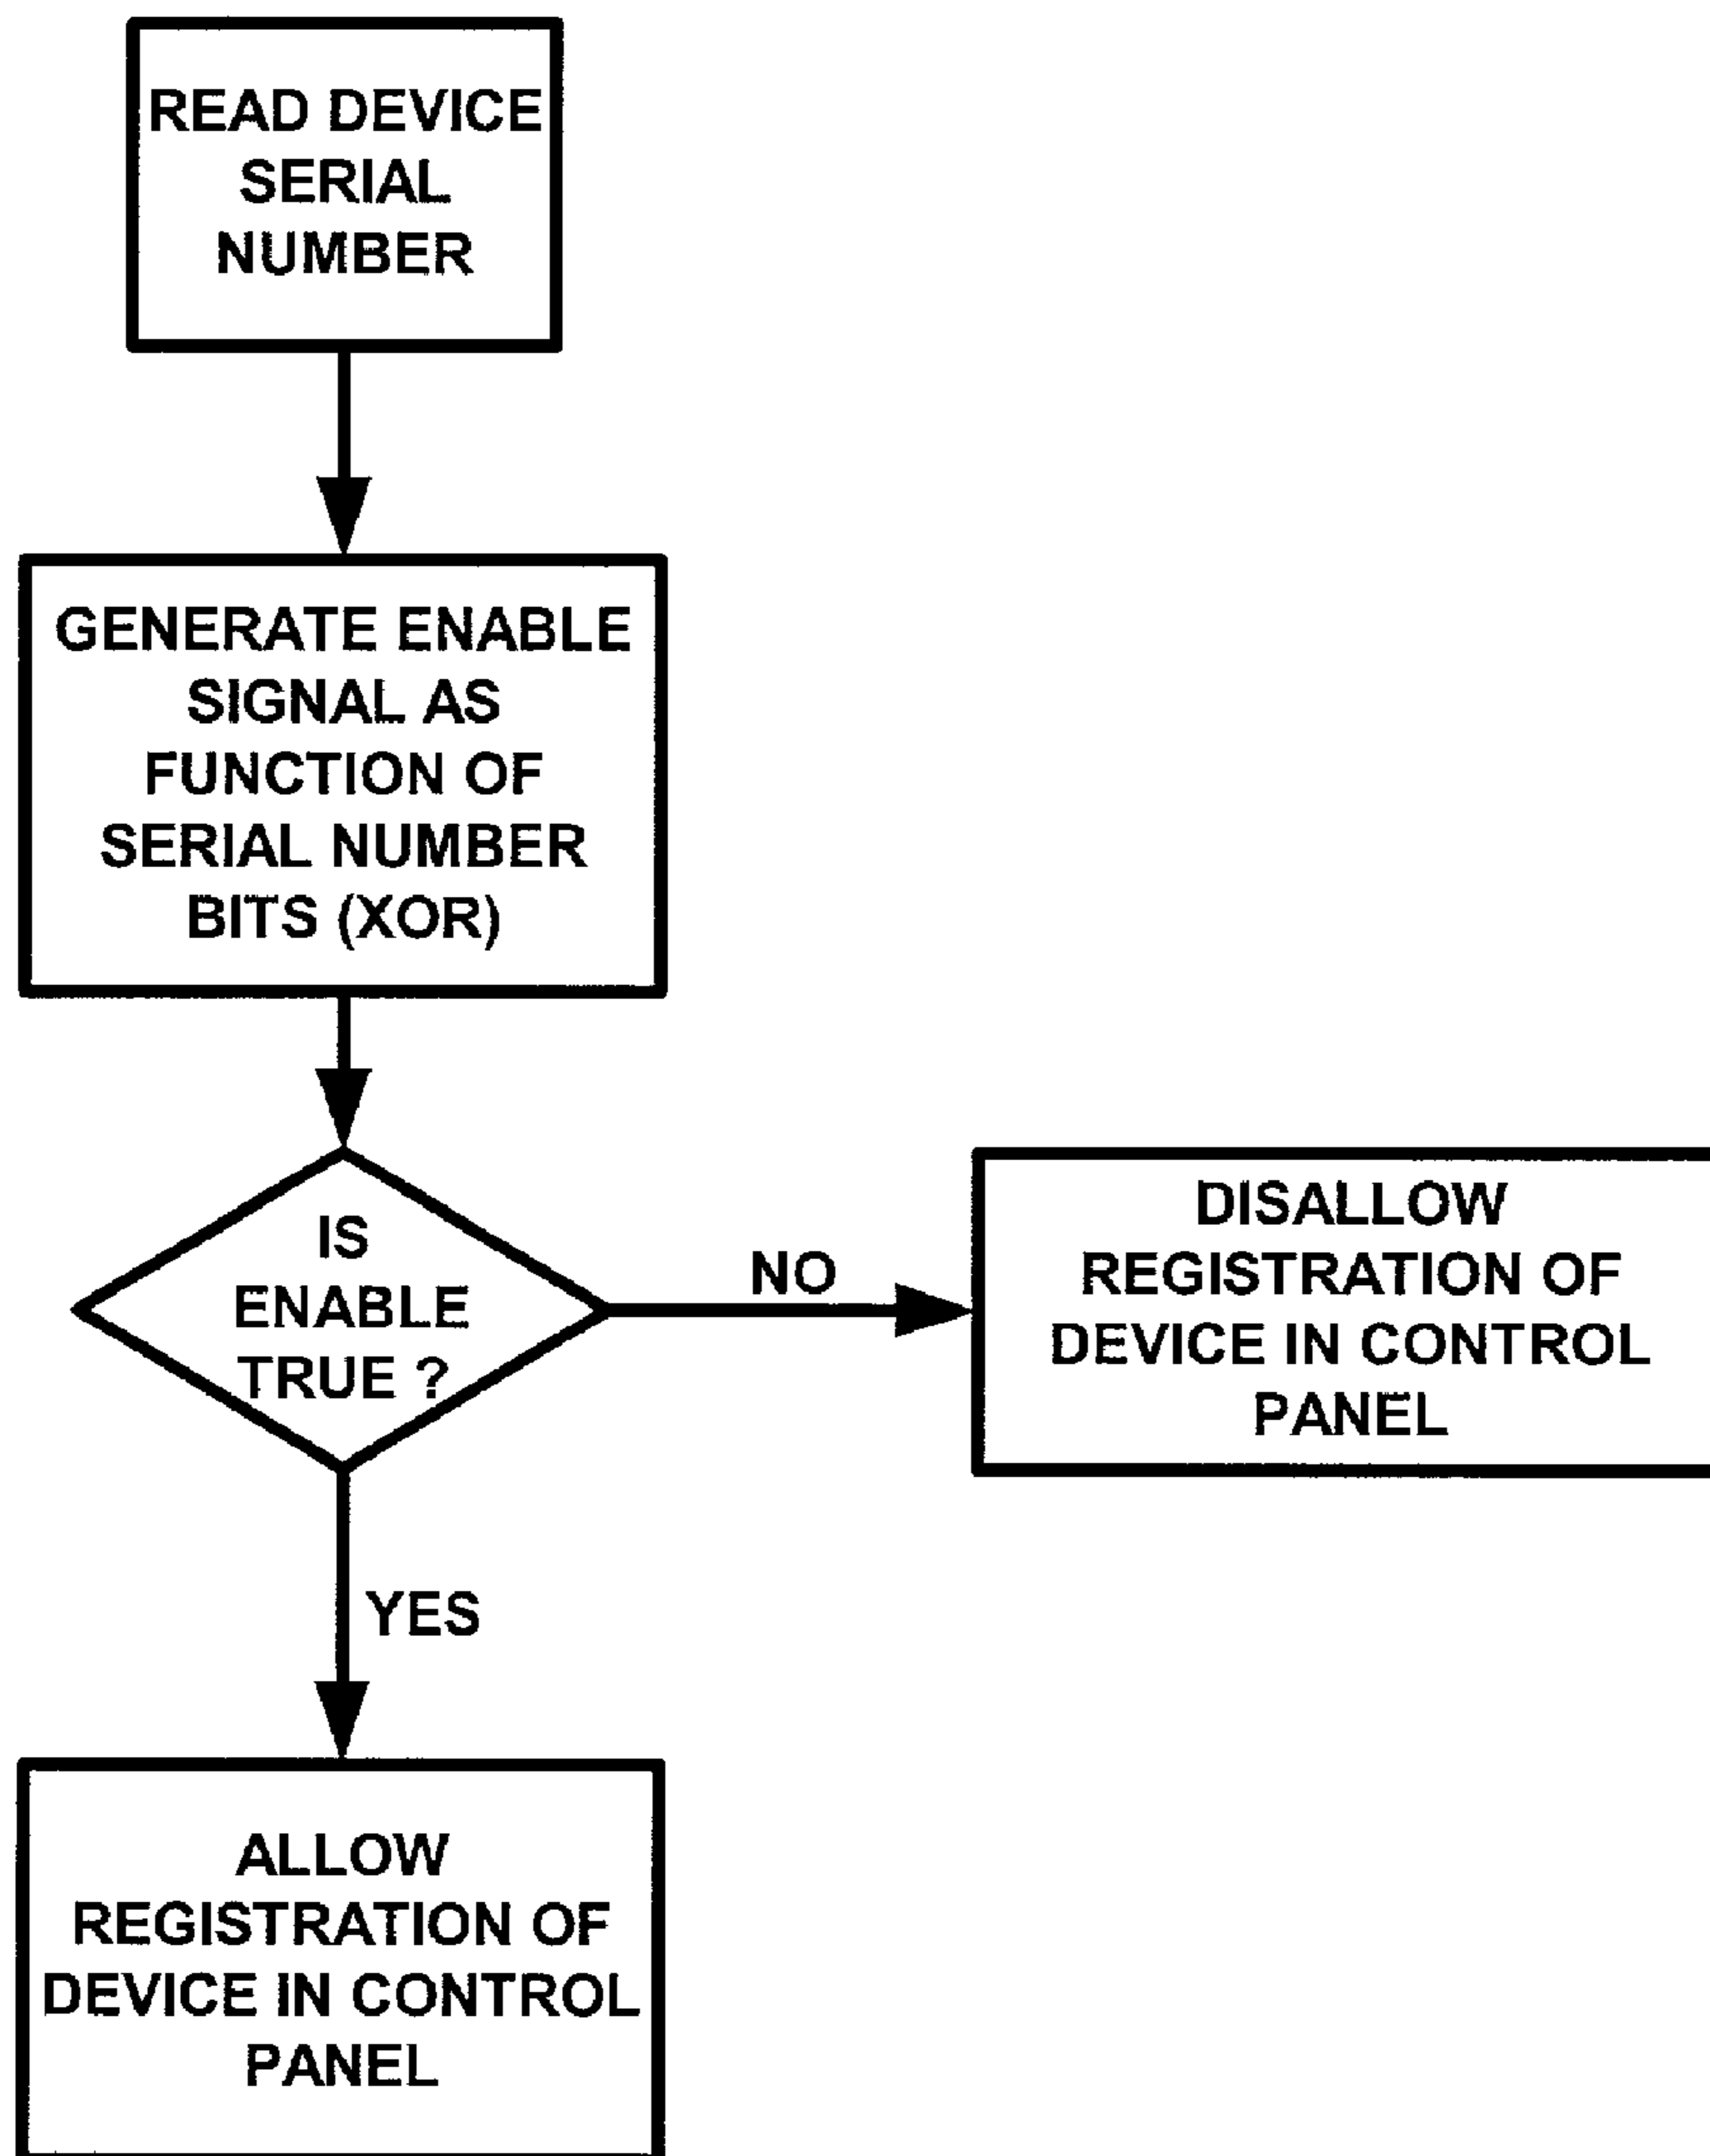 READ DEVICE
SERIAL
NUMBER
GENERATE ENABLE
SIGNAL AS
FUNCTION OF
SERIAL NUMBER
BITS (XOR)
IS
ENABLE
TRUE ?
NO
DISALLOW
REGISTRATION OF
DEVICE IN CONTROL
PANEL
YES
ALLOW
REGISTRATION OF
DEVICE IN CONTROL
PANEL